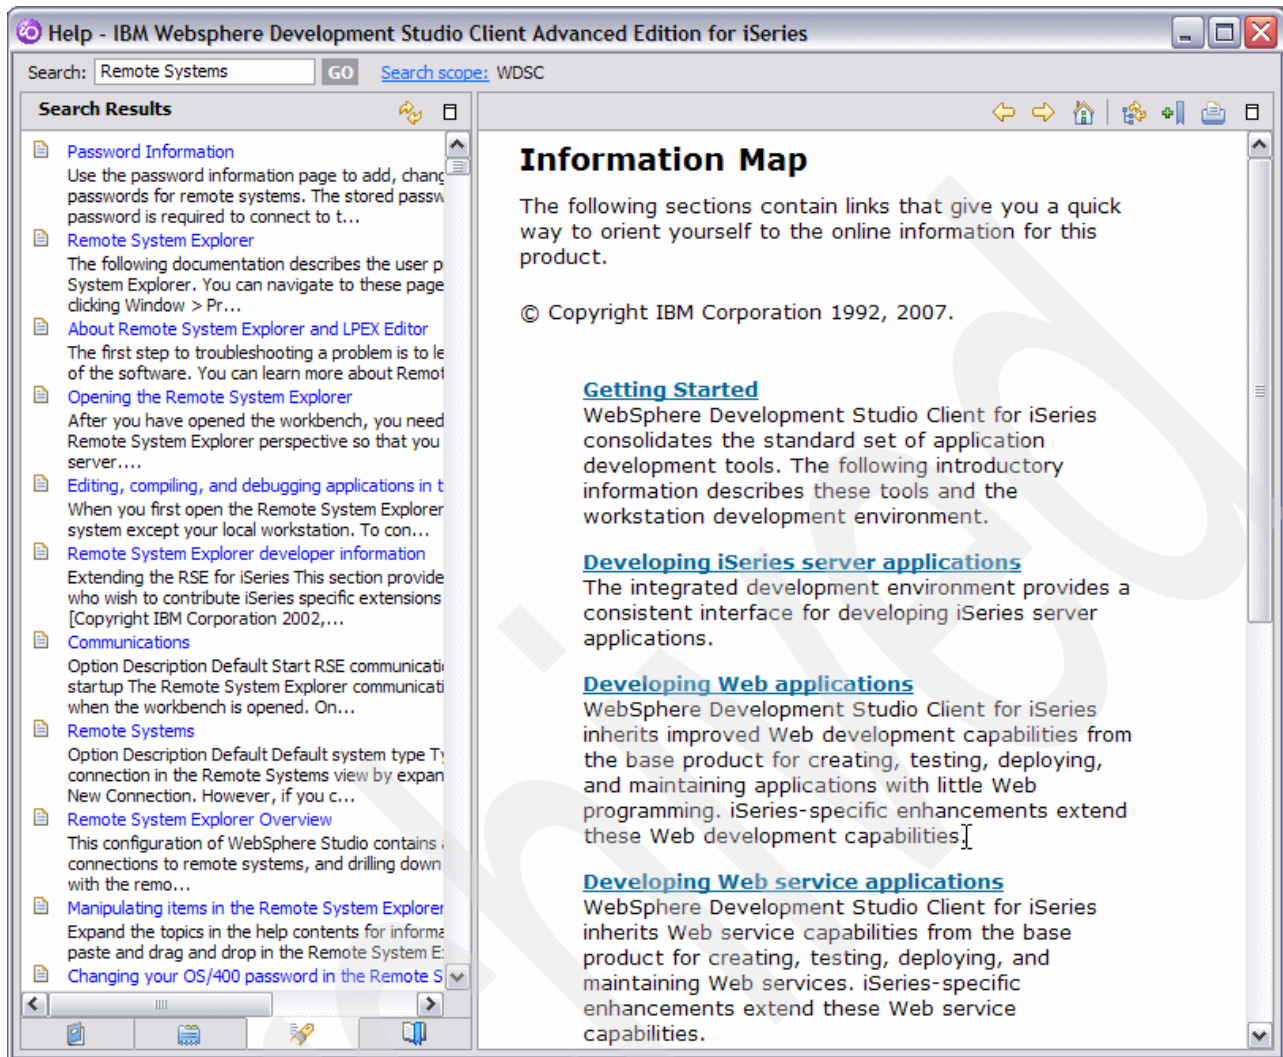 Help - IBM Websphere Development Studio Client Advanced Edition for iSeries
Search: Remote Systems GO Search scope: WDSC
Search Results
Password Information
Use the password information page to add, chang
passwords for remote systems. The stored passw
password is required to connect to t...
Remote System Explorer
The following documentation describes the user p
System Explorer. You can navigate to these page
clicking Window > Pr...
About Remote System Explorer and LPEX Editor
The first step to troubleshooting a problem is to le
of the software. You can learn more about Remot
Opening the Remote System Explorer
After you have opened the workbench, you need
Remote System Explorer perspective so that you
server....
Editing, compiling, and debugging applications in t
When you first open the Remote System Explorer
system except your local workstation. To con...
Remote System Explorer developer information
Extending the RSE for iSeries This section provide
who wish to contribute iSeries specific extensions
[Copyright IBM Corporation 2002,...
Communications
Option Description Default Start RSE communicati
startup The Remote System Explorer communicati
when the workbench is opened. On...
Remote Systems
Option Description Default Default system type Ty
connection in the Remote Systems view by expan
New Connection. However, if you c...
Remote System Explorer Overview
This configuration of WebSphere Studio contains
connections to remote systems, and drilling down
with the remo...
Manipulating items in the Remote System Explorer
Expand the topics in the help contents for informa
paste and drag and drop in the Remote System E
Changing your OS/400 password in the Remote S
Information Map
The following sections contain links that give you a quick
way to orient yourself to the online information for this
product.
© Copyright IBM Corporation 1992, 2007.
Getting Started
WebSphere Development Studio Client for iSeries
consolidates the standard set of application
development tools. The following introductory
information describes these tools and the
workstation development environment.
Developing iSeries server applications
The integrated development environment provides a
consistent interface for developing iSeries server
applications.
Developing Web applications
WebSphere Development Studio Client for iSeries
inherits improved Web development capabilities from
the base product for creating, testing, deploying,
and maintaining applications with little Web
programming. iSeries-specific enhancements extend
these Web development capabilities.
Developing Web service applications
WebSphere Development Studio Client for iSeries
inherits Web service capabilities from the base
product for creating, testing, deploying, and
maintaining Web services. iSeries-specific
enhancements extend these Web service
capabilities.